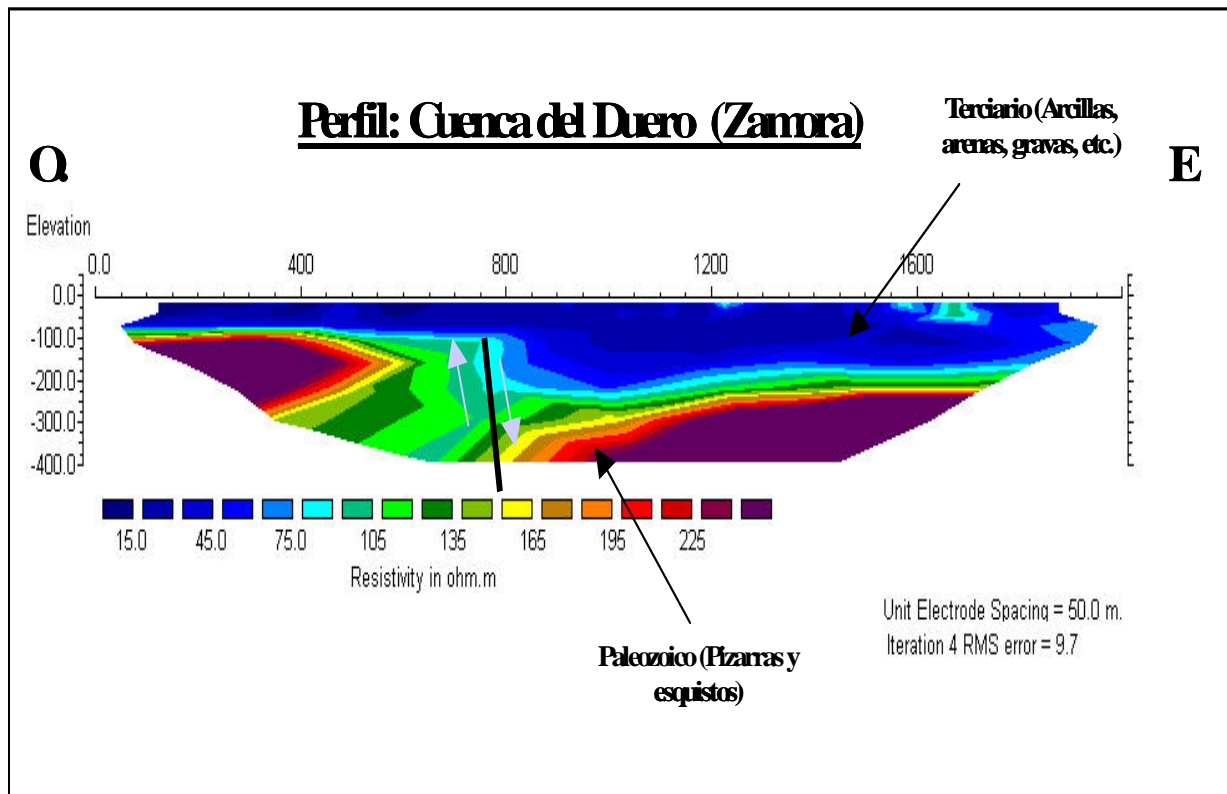 Perfil: Cuenca del Duero (Zamora)
Terciario (Arcillas,
arenas, gravas, etc.)
O.
E
Elevation
0.0 400 800 1200 1600
0.0
-100.0
-200.0
-300.0
-400.0
15.0 45.0 75.0 105 135 165 195 225
Resistivity in ohm.m
Unit Electrode Spacing = 50.0 m.
Iteration 4 RMS error = 9.7
Paleozoico (Pizarras y
esquistos)